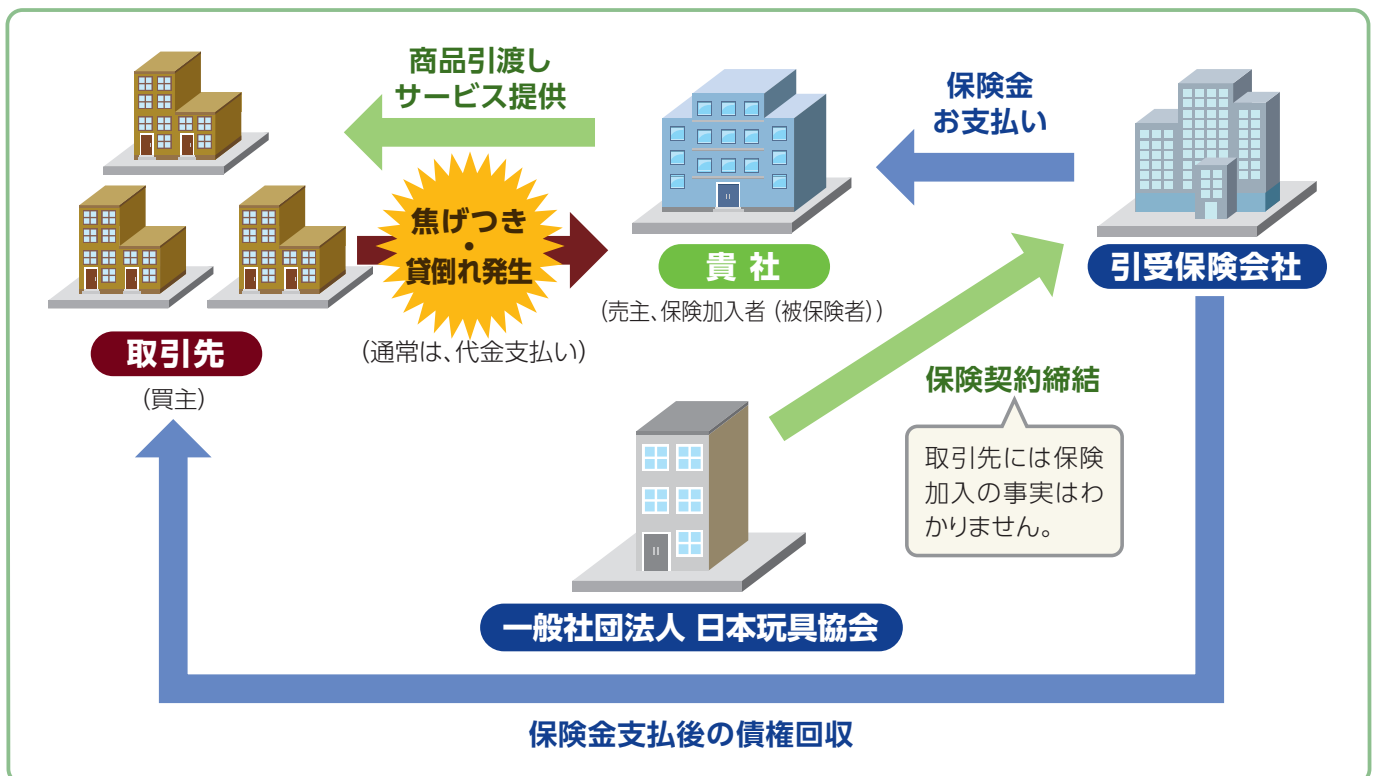 商品引渡し
サービス提供
保険金
お支払い
焦げつき
・
貸倒れ発生
貴社
(売主、保険加入者（被保険者）)
引受保険会社
取引先
(買主)
(通常は、代金支払い)
保険契約締結
取引先には保険
加入の事実はわ
かりません。
一般社団法人 日本玩具協会
保険金支払後の債権回収